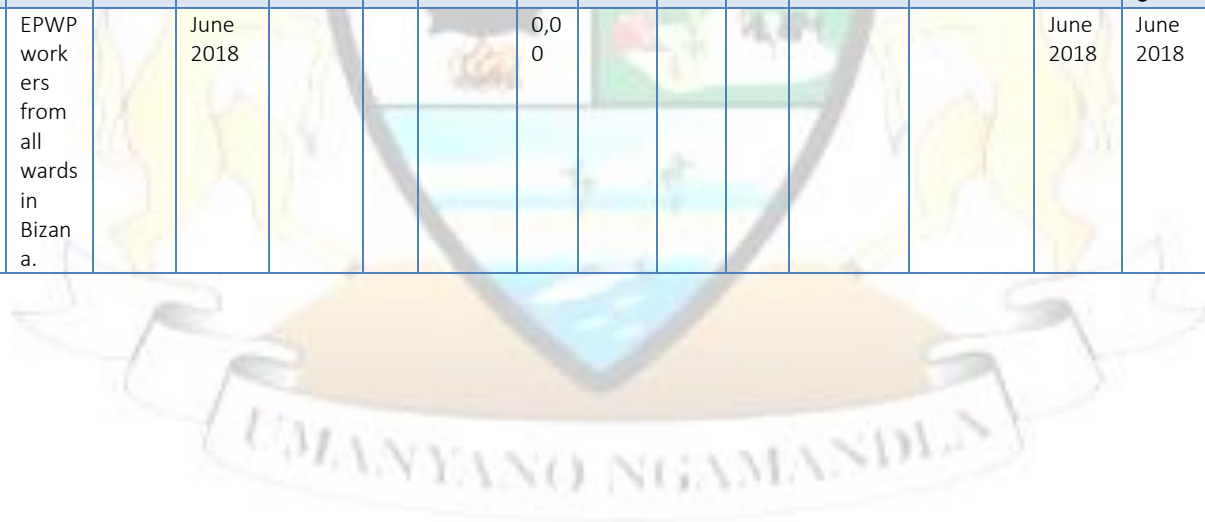 EPWP
work
ers
from
all
wards
in
Bizan
a.
June
2018
0,0
0
June
2018
June
2018
UMANYANO NGAMANDLA